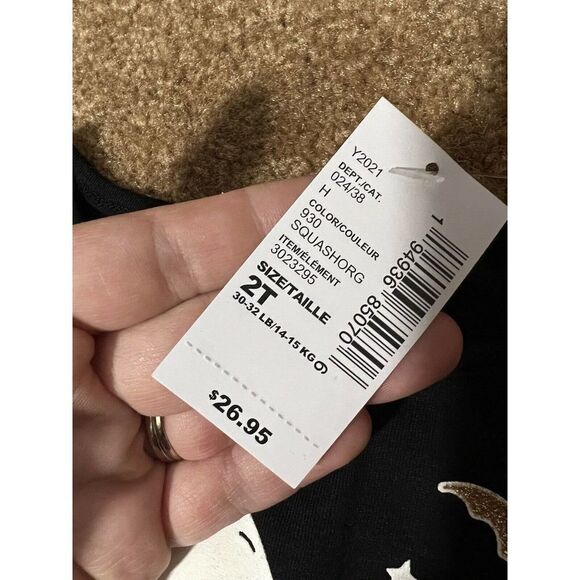 Y2021
DEPT./CAT.
024/38
H
COLOR/COULEUR
930
SQUASHORG
ITEM/ÉLÉMENT
3023295
SIZE/TAILLE
2T
30-32 LB/14-15 KG
$26.95
1 94936 85070 9